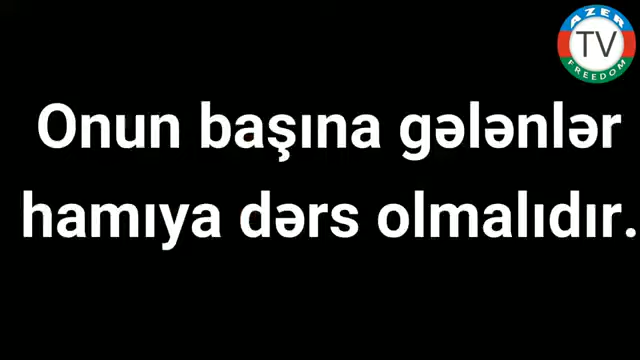 AZER
TV
FREEDOM
Onun başına gələnlər
hamıya dərs olmalıdır.